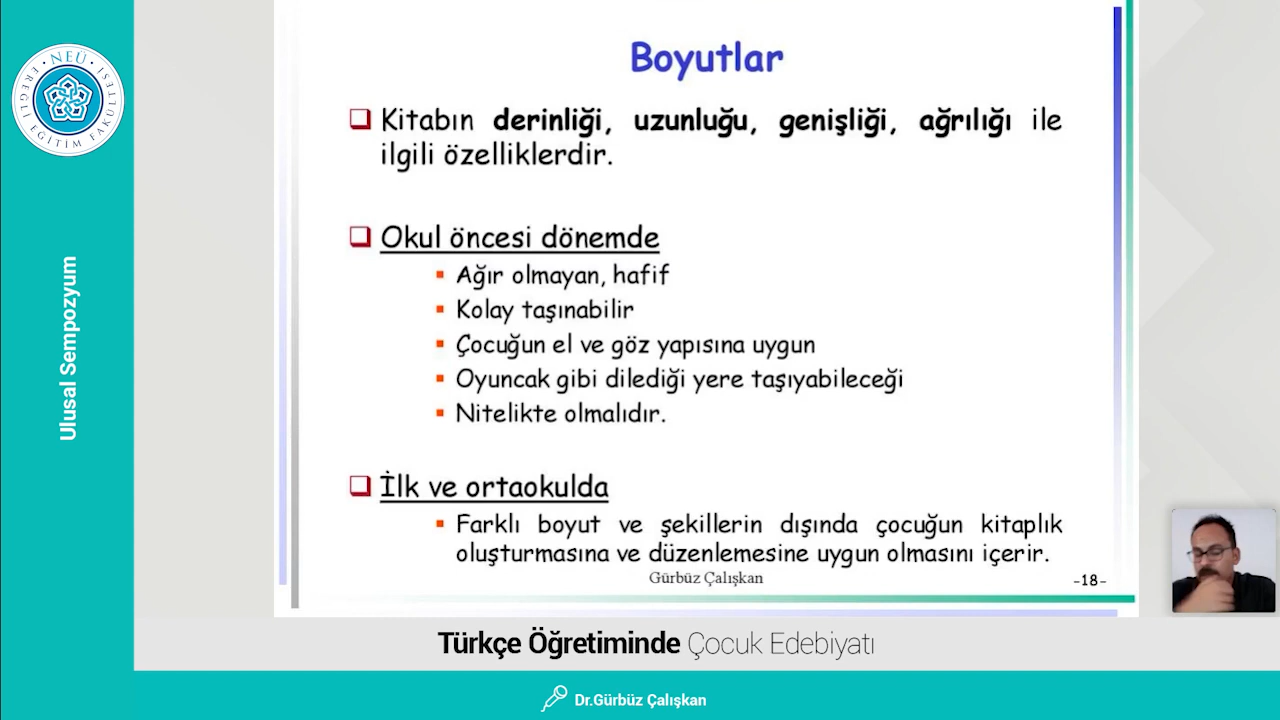 NEÜ
EREĞLİ EĞİTİM FAKÜLTESİ
Ulusal Sempozyum
Boyutlar
Kitabın derinliği, uzunluğu, genişliği, ağrılığı ile
ilgili özelliklerdir.
Okul öncesi dönemde
Ağır olmayan, hafif
Kolay taşınabilir
Çocuğun el ve göz yapısına uygun
Oyuncak gibi dilediği yere taşıyabileceği
Nitelikte olmalıdır.
İlk ve ortaokulda
Farklı boyut ve şekillerin dışında çocuğun kitaplık
oluşturmasına ve düzenlemesine uygun olmasını içerir.
Gürbüz Çalışkan
-18-
Türkçe Öğretiminde Çocuk Edebiyatı
Dr.Gürbüz Çalışkan